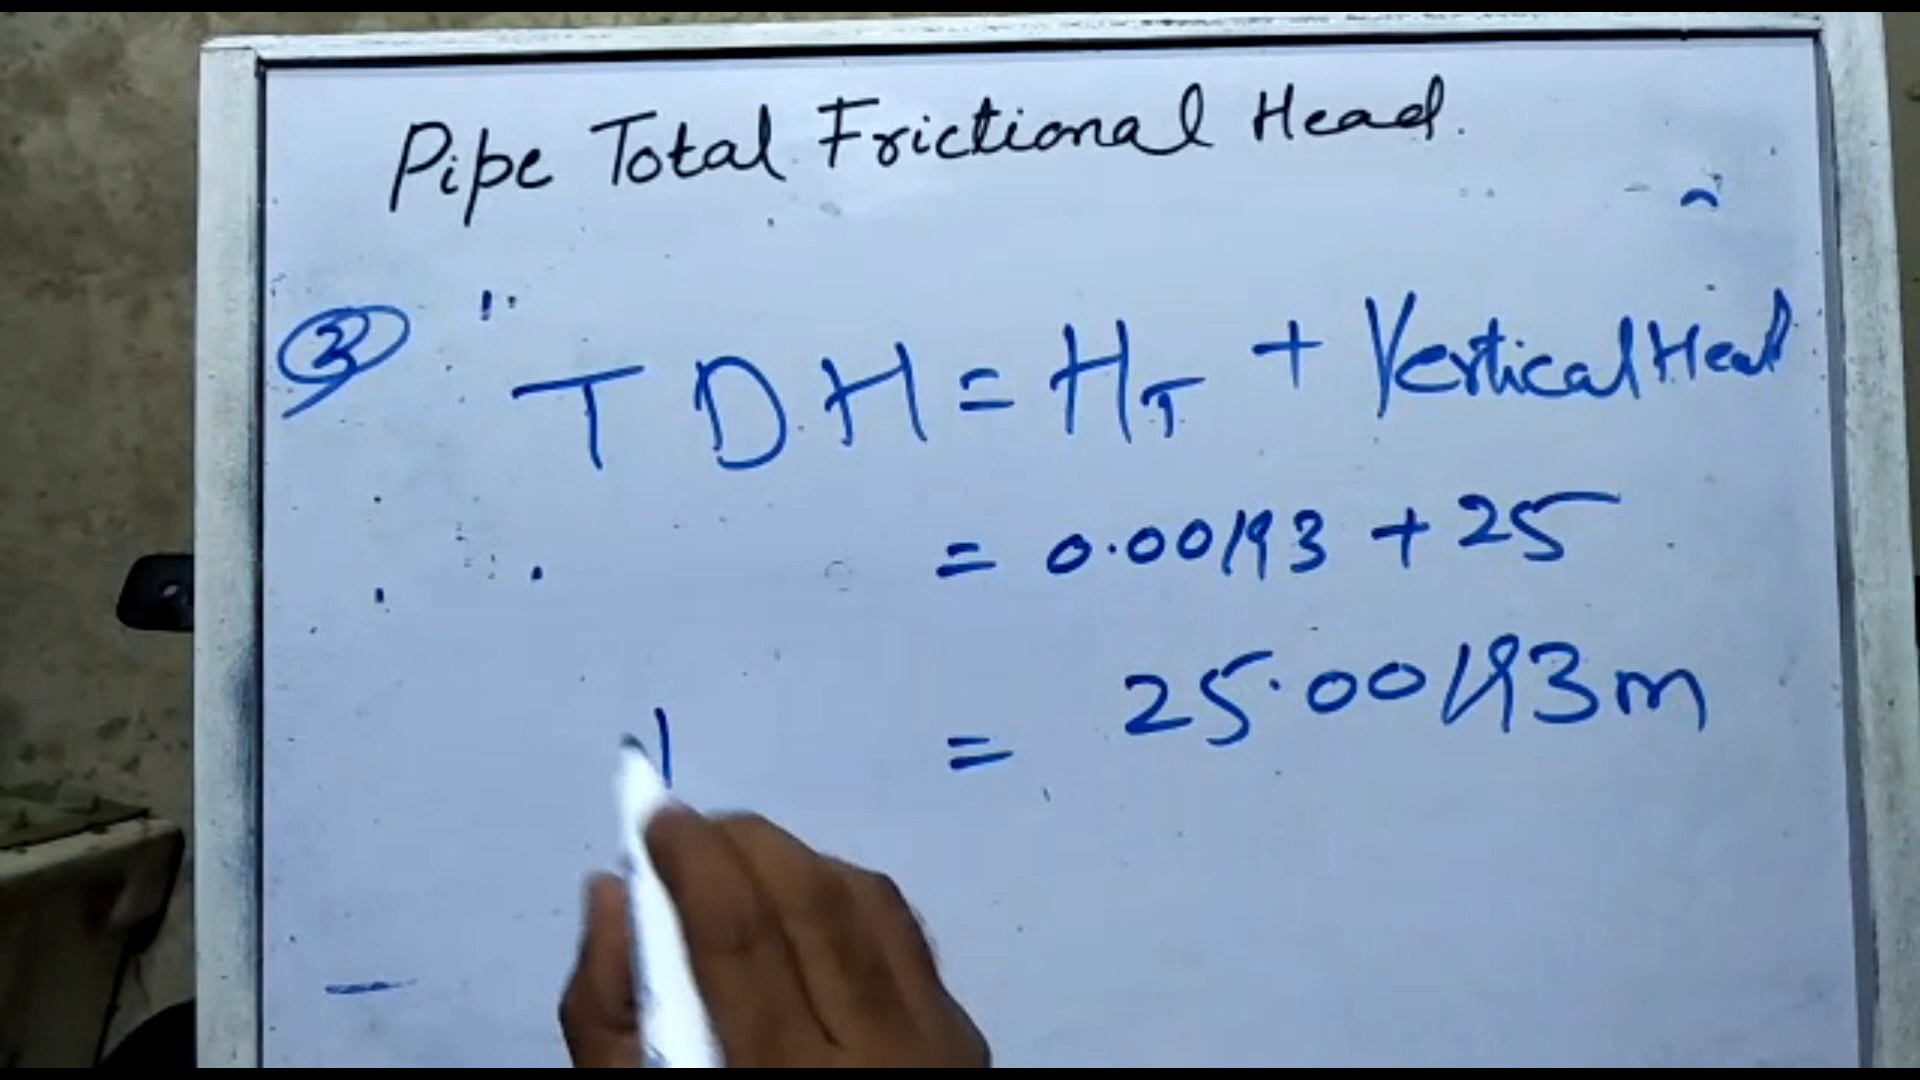 Pipe Total Frictional Head.
3 TDH = HT + Vertical Head
= 0.00193 + 25
= 25.00193m